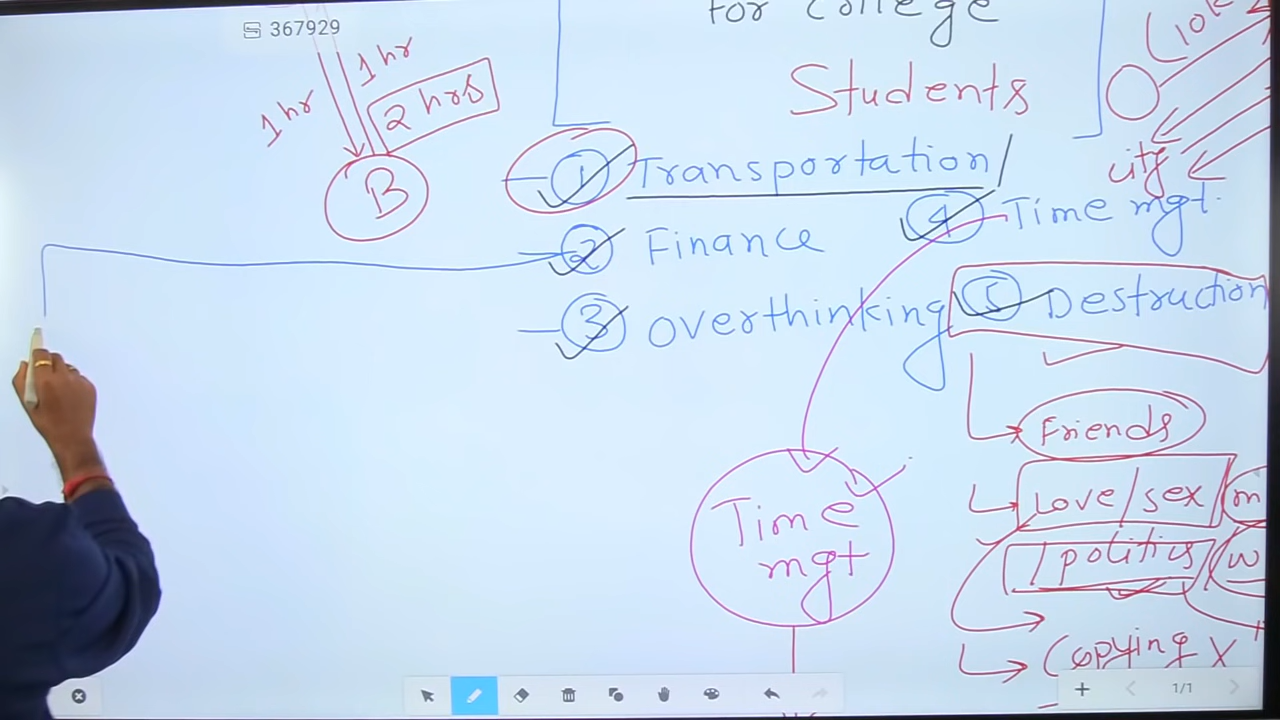 367929
for college
Students
(10k
1 hr
1 hr
2 hrs
B
city
1 Transportation/
4 Time mgt.
2 Finance
5 Destruction
3 overthinking
Friends
Love/sex/m
/politics/w
Time
mgt
Copying X
1/1